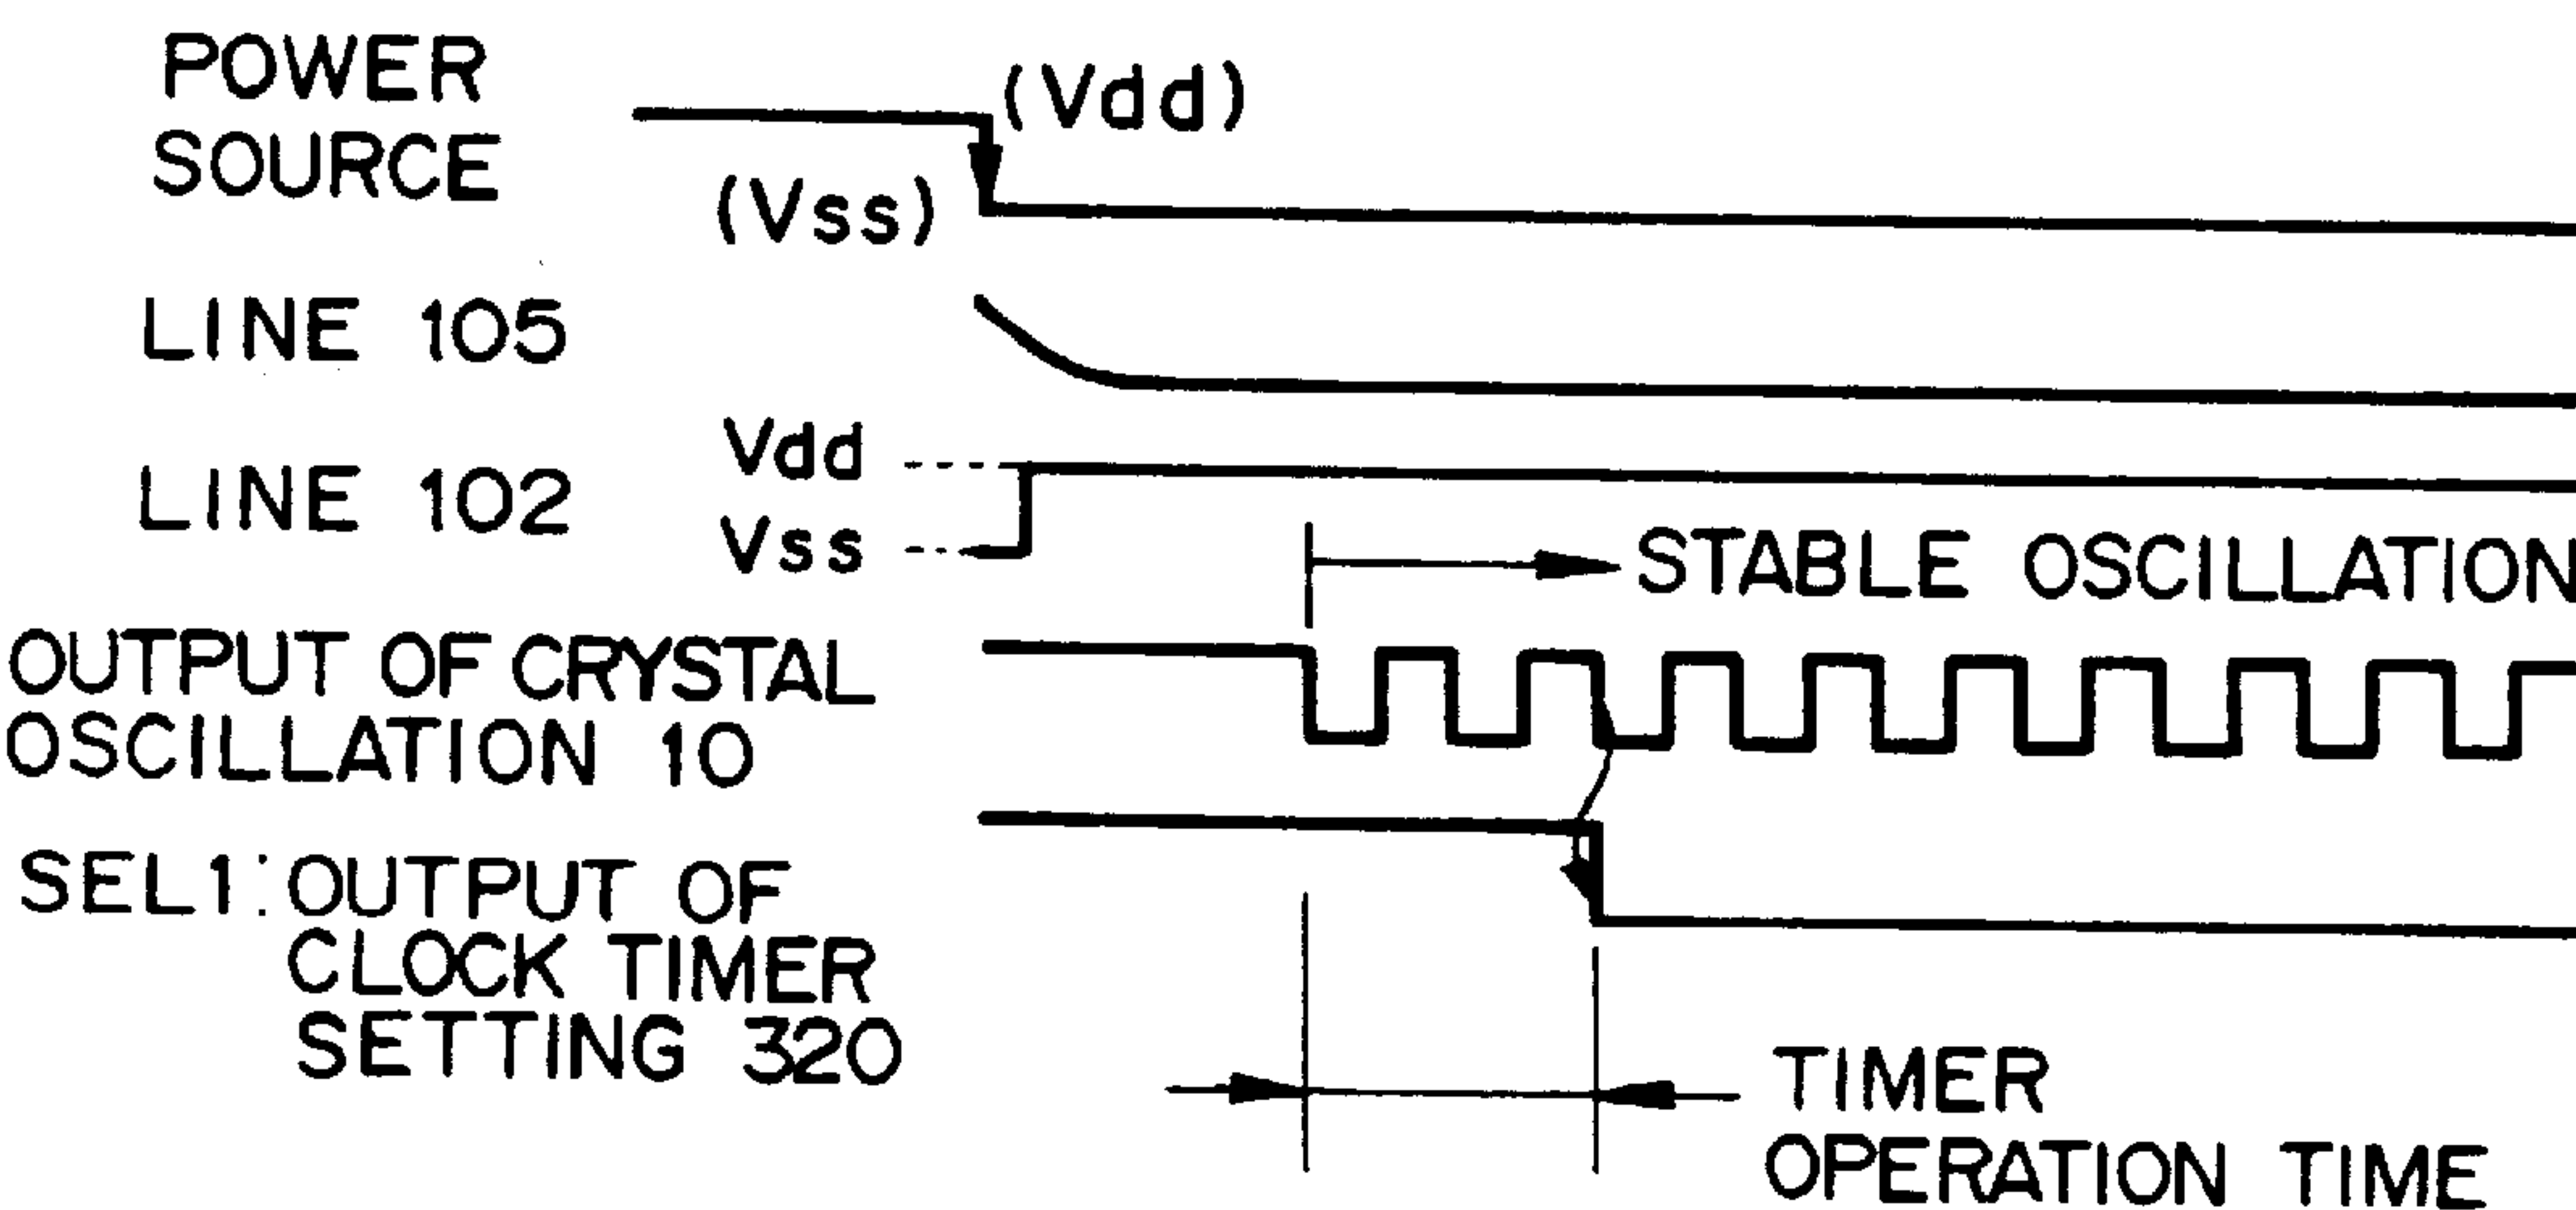 POWER
SOURCE
(Vdd)
(Vss)
LINE 105
LINE 102
Vdd
Vss
STABLE OSCILLATION
OUTPUT OF CRYSTAL
OSCILLATION 10
SEL1: OUTPUT OF
CLOCK TIMER
SETTING 320
TIMER
OPERATION TIME